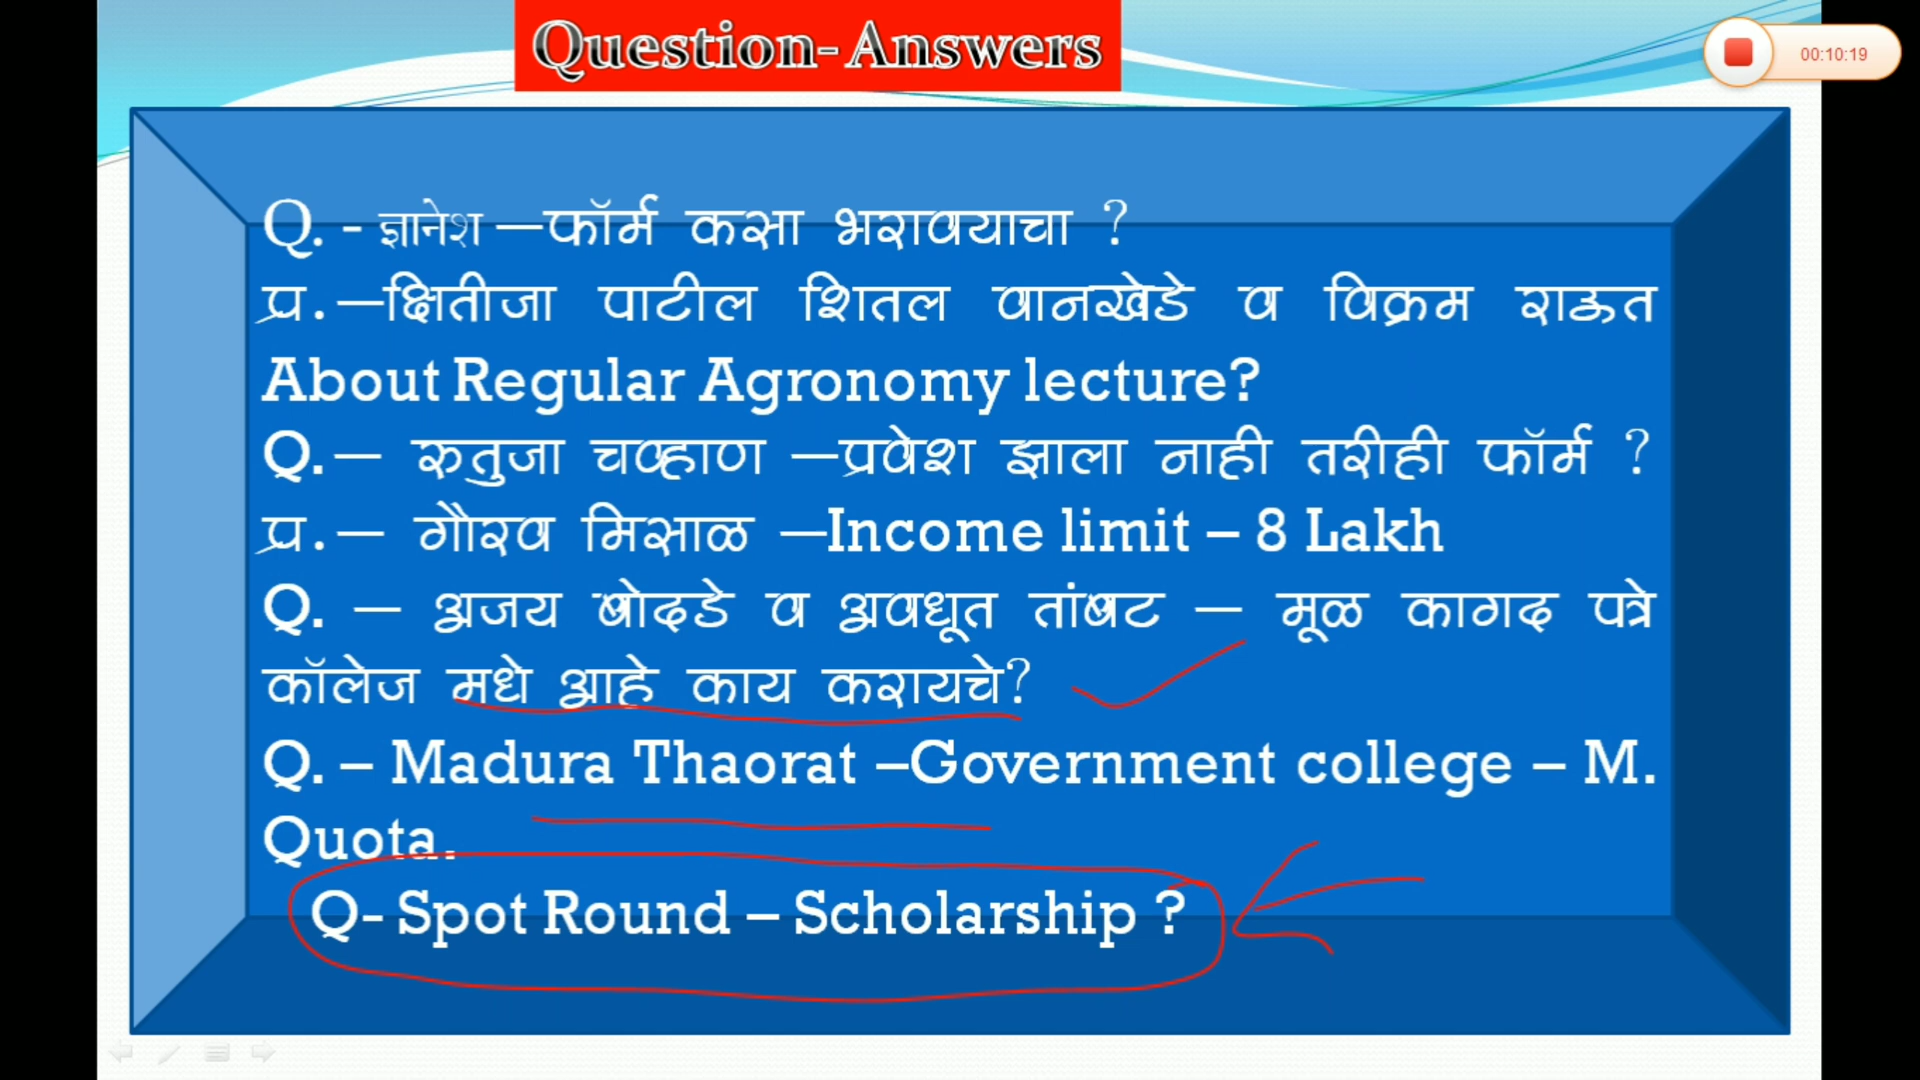 Question-Answers
00:10:19
Q. - ज्ञानेश –फॉर्म कसा भरावयाचा ?
प्र.–क्षितीजा पाटील शितल वानखेडे व विक्रम राऊत
About Regular Agronomy lecture?
Q.– रुतुजा चव्हाण –प्रवेश झाला नाही तरीही फॉर्म ?
प्र.– गौरव मिसाळ –Income limit – 8 Lakh
Q. – अजय बोदडे व अवधूत तांबट – मूळ कागद पत्रे
कॉलेज मधे आहे काय करायचे?
Q. – Madura Thaorat –Government college – M.
Quota.
Q- Spot Round – Scholarship ?